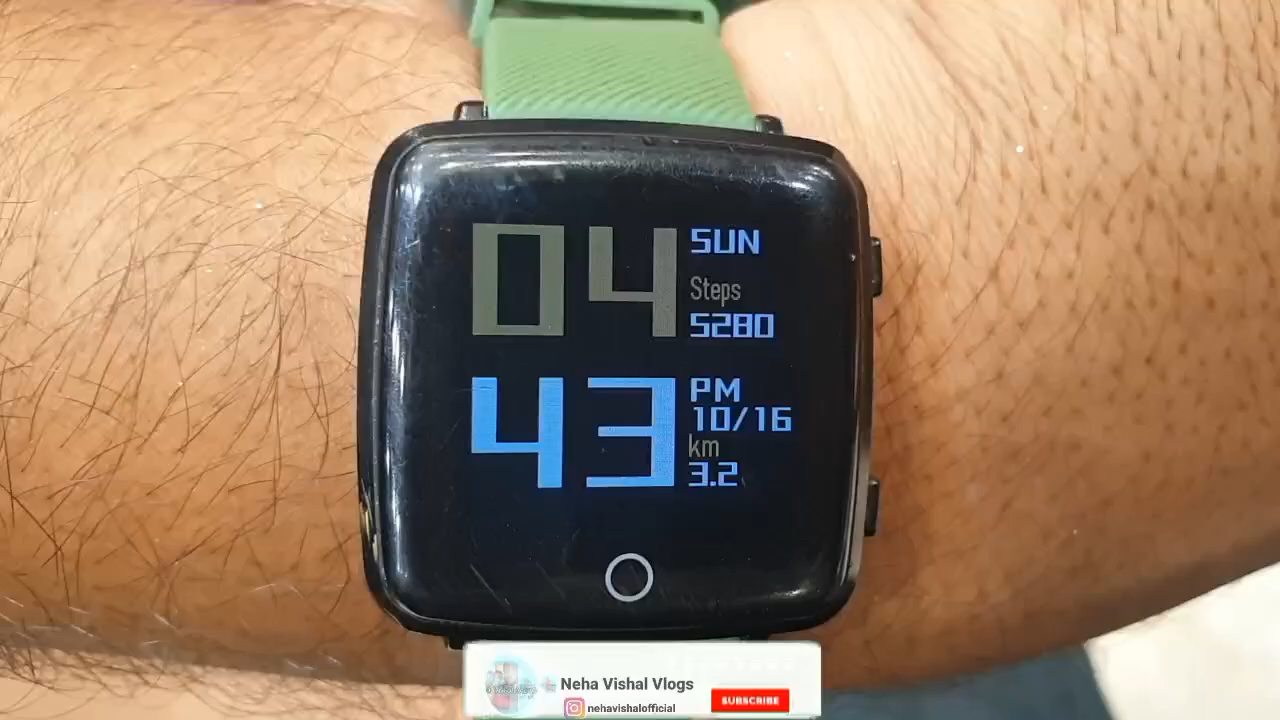 04
SUN
Steps
5280
43
PM
10/16
km
3.2
Neha Vishal Vlogs
nehavishalofficial
SUBSCRIBE